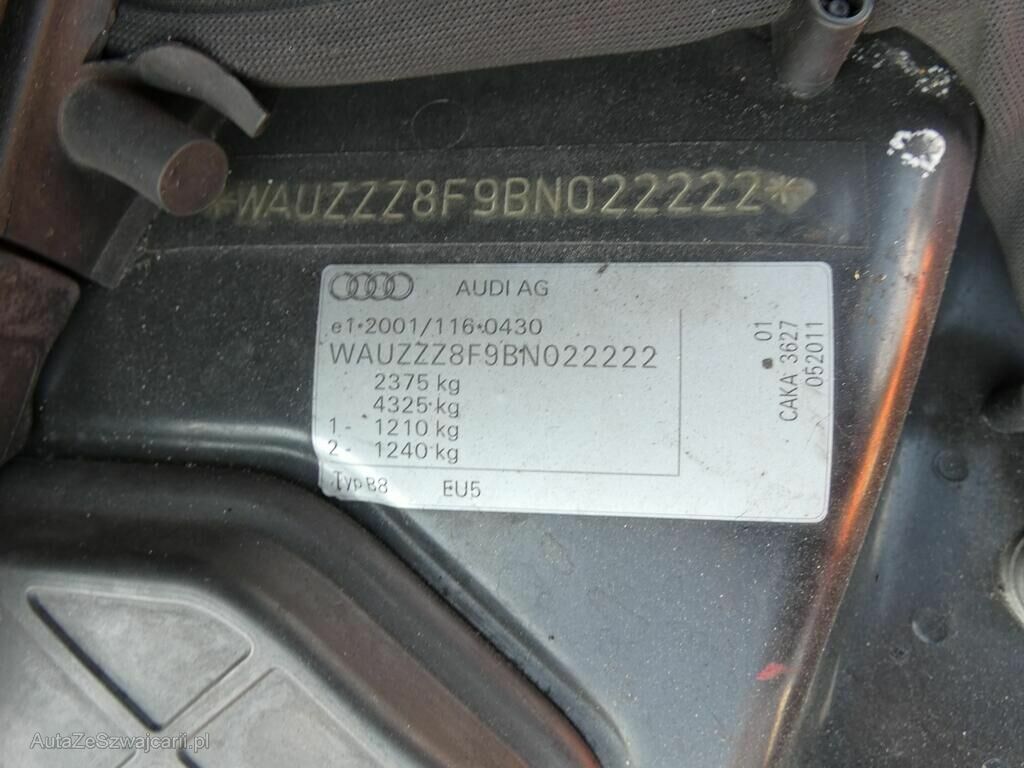 *WAUZZZ8F9BN022222*
AUDI AG
e1*2001/116*0430
WAUZZZ8F9BN022222
2375 kg
4325 kg
1- 1210 kg
2- 1240 kg
Typ B8 EU5
01
CAKA 3627
052011
AutaZeSzwajcarii.pl